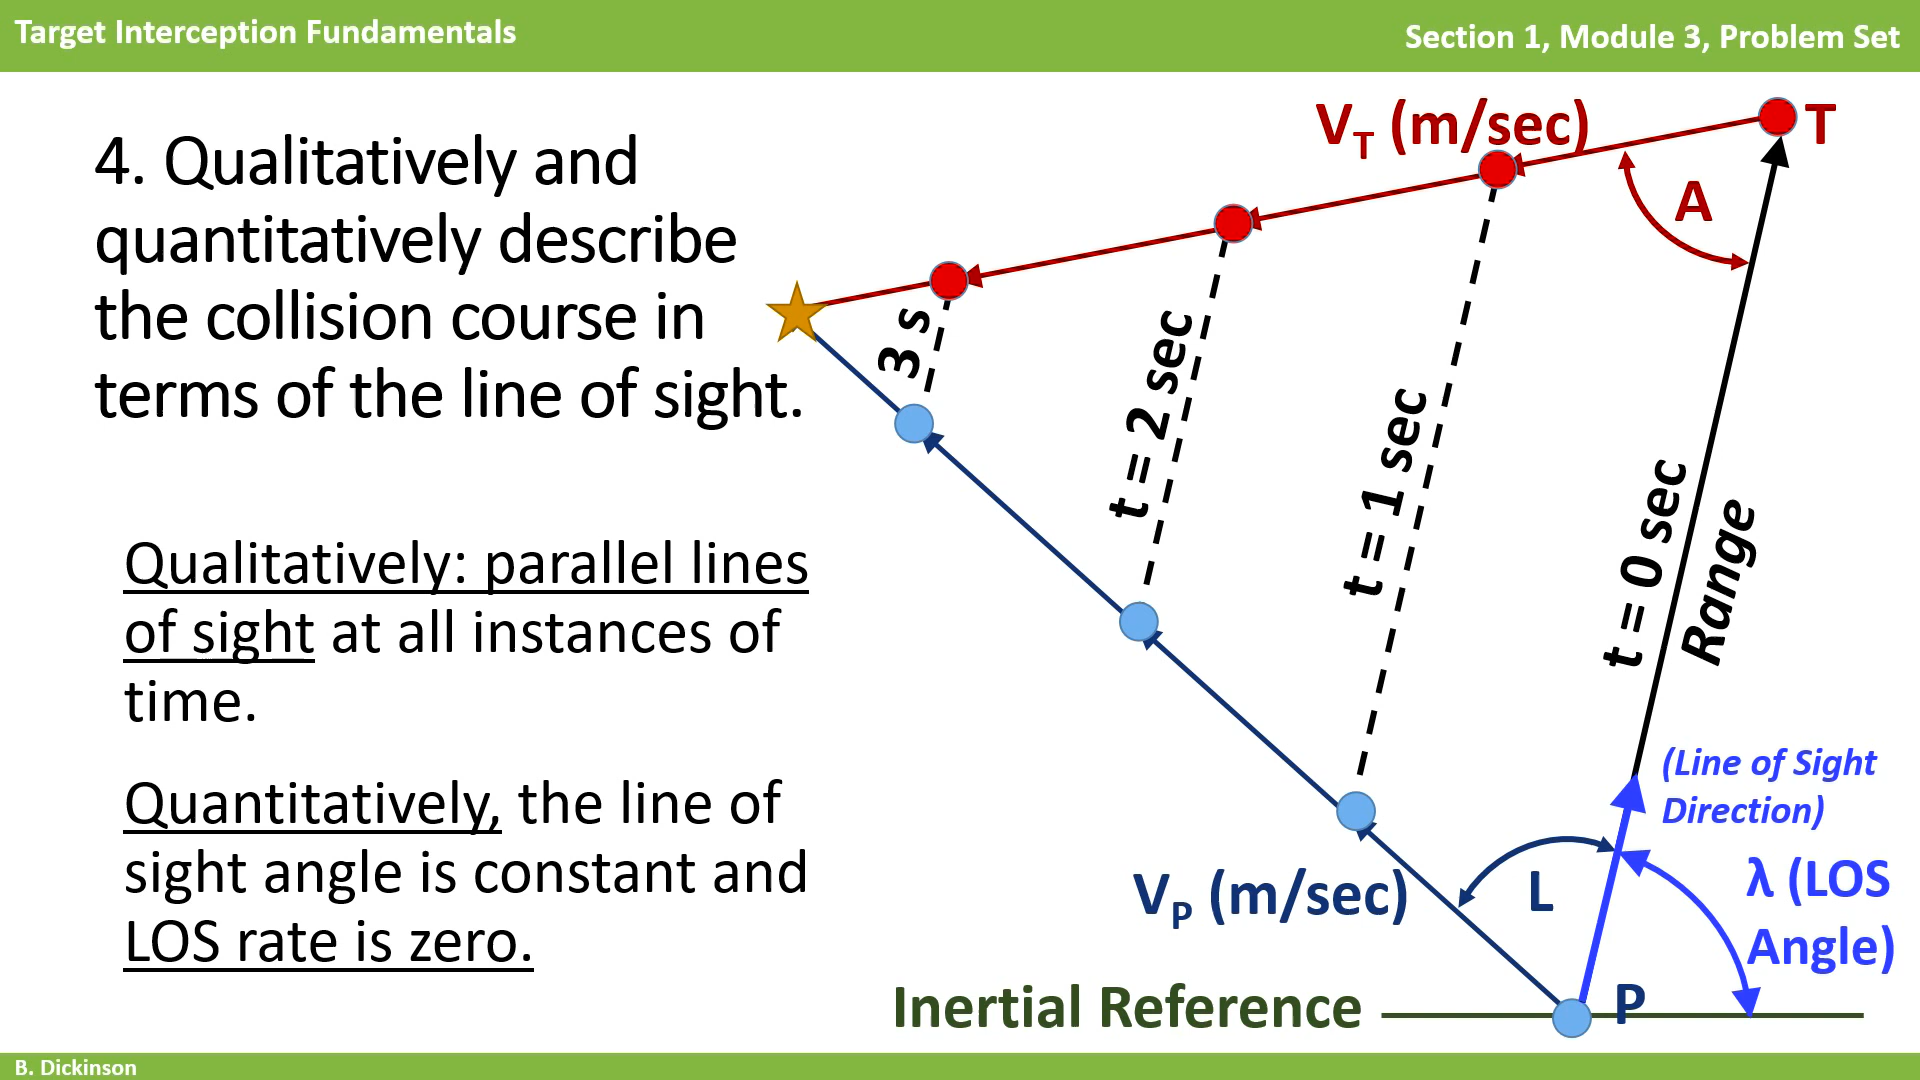 Target Interception Fundamentals
Section 1, Module 3, Problem Set
4. Qualitatively and
quantitatively describe
the collision course in
terms of the line of sight.
Qualitatively: parallel lines
of sight at all instances of
time.
Quantitatively, the line of
sight angle is constant and
LOS rate is zero.
V_T (m/sec)
T
A
3 s
t = 2 sec
t = 1 sec
t = 0 sec
Range
(Line of Sight
Direction)
λ (LOS
Angle)
L
V_P (m/sec)
P
Inertial Reference
B. Dickinson